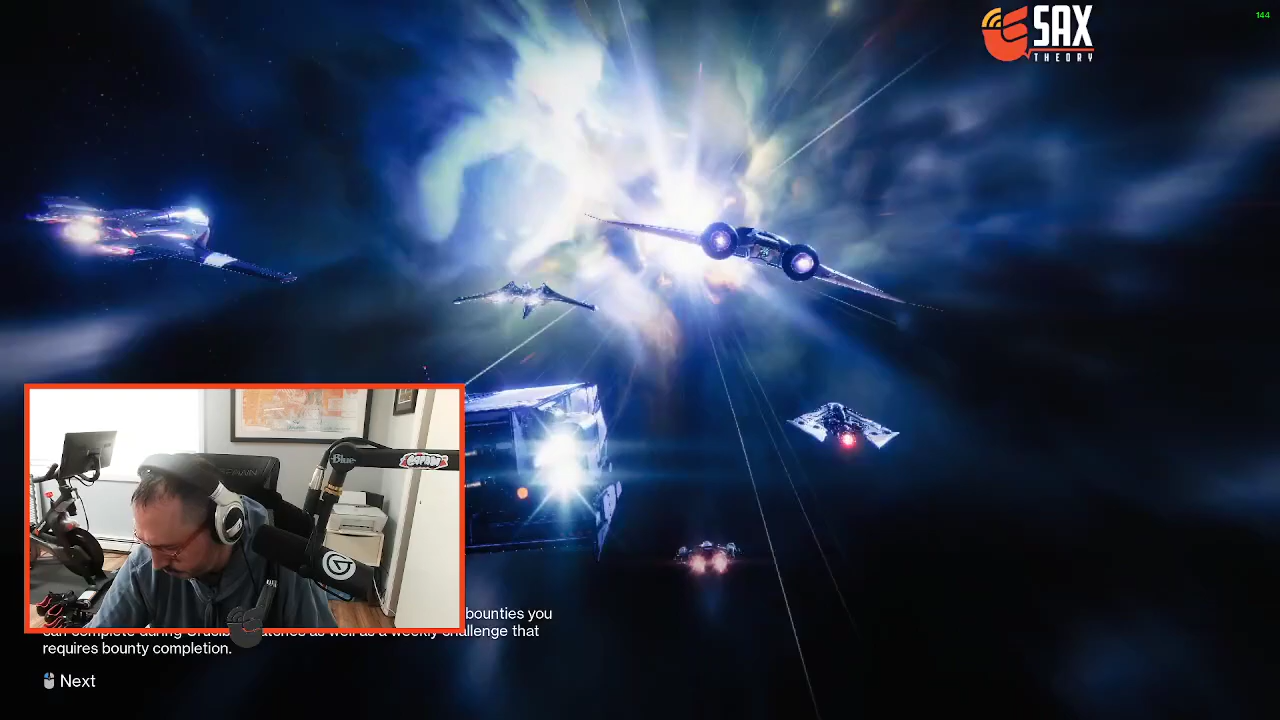 SAX
THEORY
144
Blue
bounties you
can complete during Crucible matches as well as a weekly challenge that
requires bounty completion.
Next